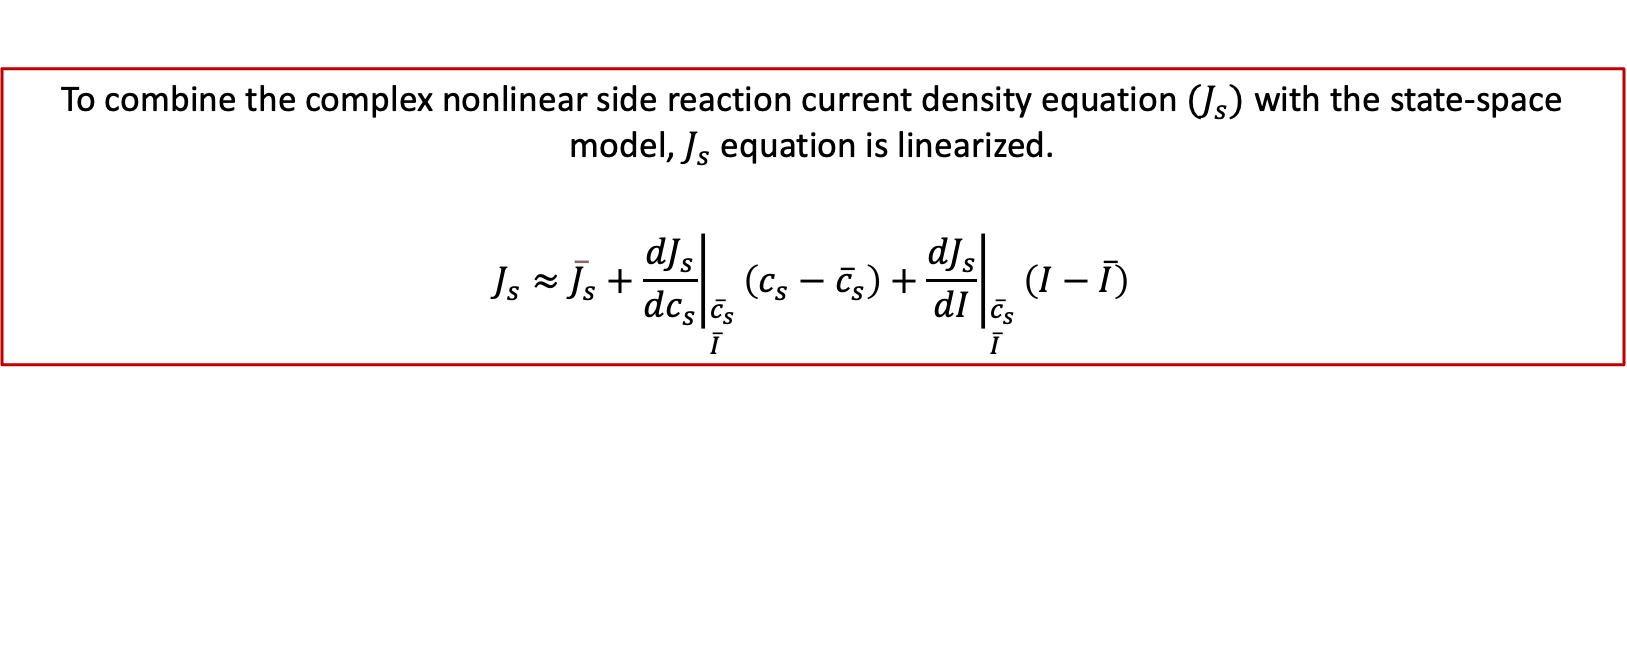 To combine the complex nonlinear side reaction current density equation (J_s) with the state-space
model, J_s equation is linearized.
J_s ≈ J̄_s + dJ_s/dc_s |_{c̄_s, Ī} (c_s − c̄_s) + dJ_s/dI |_{c̄_s, Ī} (I − Ī)